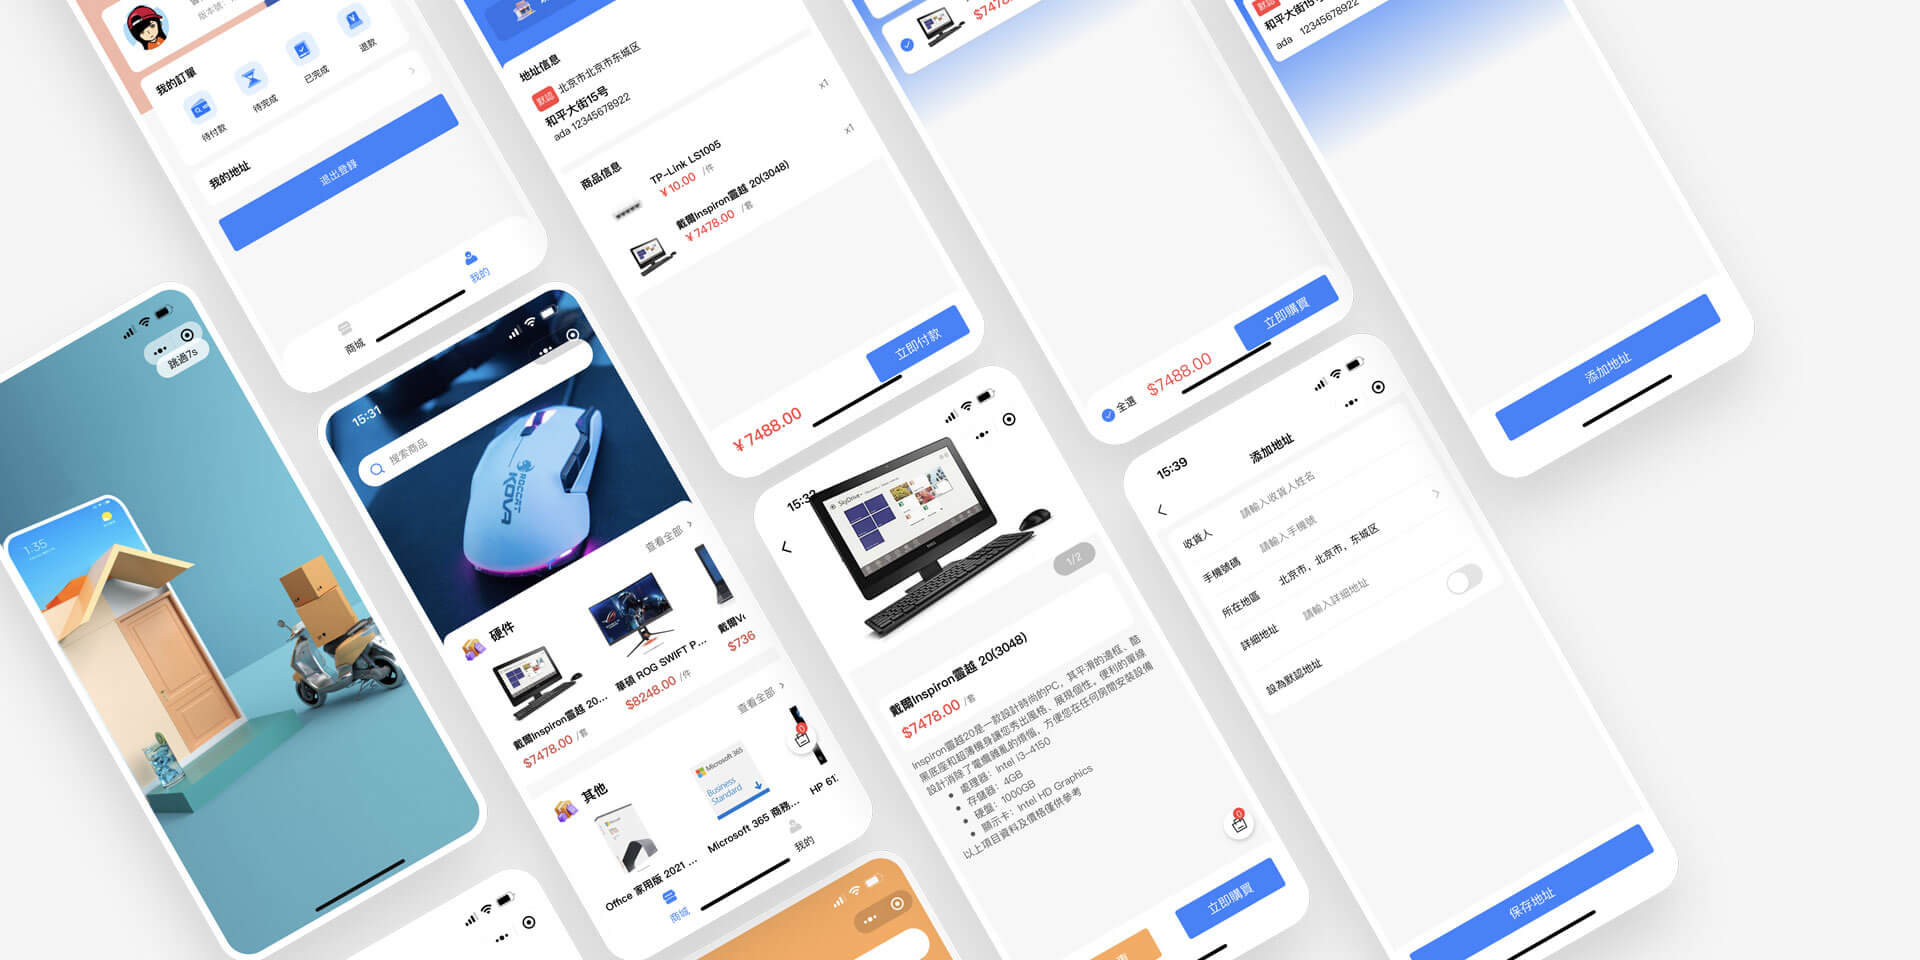 我的訂單
待付款
待完成
已完成
退款
我的地址
退出登錄
商城
我的
地址信息
默認 北京市北京市东城区
和平大街15号
ada 12345678922
商品信息
TP-Link LS1005
¥10.00 /件
x1
戴爾Inspiron靈越 20(3048)
¥7478.00 /套
x1
¥7488.00
立即付款
$747
全選
$7488.00
立即購買
默認
和平大街15号
ada 12345678922
添加地址
跳過7s
1:35
15:31
搜索商品
ROCCAT
KOVA
硬件
查看全部
戴爾Inspiron靈越 20...
$7478.00 /套
華碩 ROG SWIFT P...
$8248.00 /件
戴爾Vo
$736
其他
查看全部
0
Microsoft 365
Business
Standard
Office 家用版 2021 ...
Microsoft 365 商務...
HP 61
商城
我的
15:32
SkyDrive
1/2
戴爾Inspiron靈越 20(3048)
$7478.00 /套
Inspiron靈越20是一款設計時尚的PC，其平滑的邊框、酷
黑底座和超薄機身讓您秀出風格、展現個性。便利的單線
設計消除了電纜雜亂的煩惱，方便您在任何房間安裝設備
處理器：Intel i3-4150
存儲器：4GB
硬盤：1000GB
顯示卡：Intel HD Graphics
以上項目資料及價格僅供參考
0
立即購買
15:39
添加地址
收貨人 請輸入收貨人姓名
手機號碼 請輸入手機號
所在地區 北京市，北京市，东城区
詳細地址 請輸入詳細地址
設為默認地址
保存地址